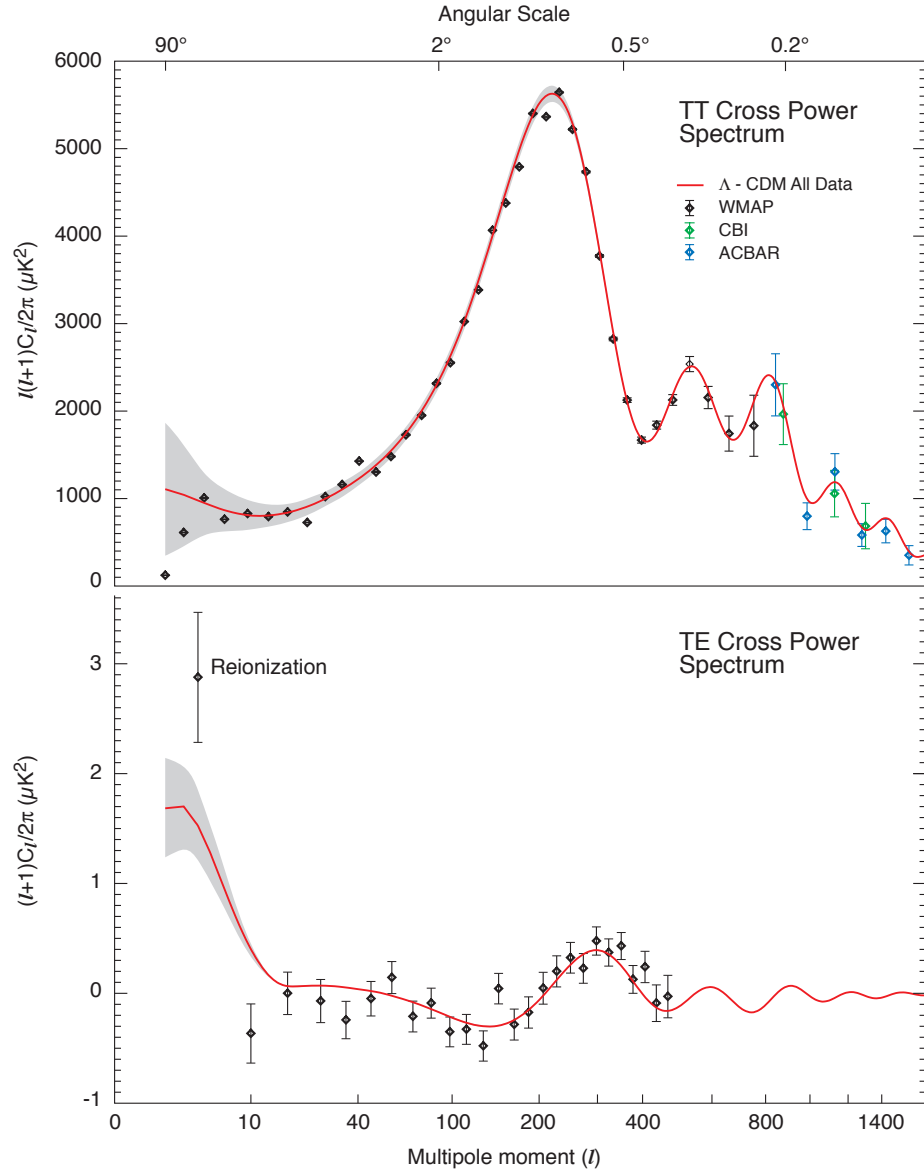 Angular Scale
90° 2° 0.5° 0.2°
6000
5000
4000
3000
2000
1000
0
l(l+1)Cl/2π (μK²)
TT Cross Power
Spectrum
Λ - CDM All Data
WMAP
CBI
ACBAR
3
2
1
0
-1
(l+1)Cl/2π (μK²)
Reionization
TE Cross Power
Spectrum
0 10 40 100 200 400 800 1400
Multipole moment (l)